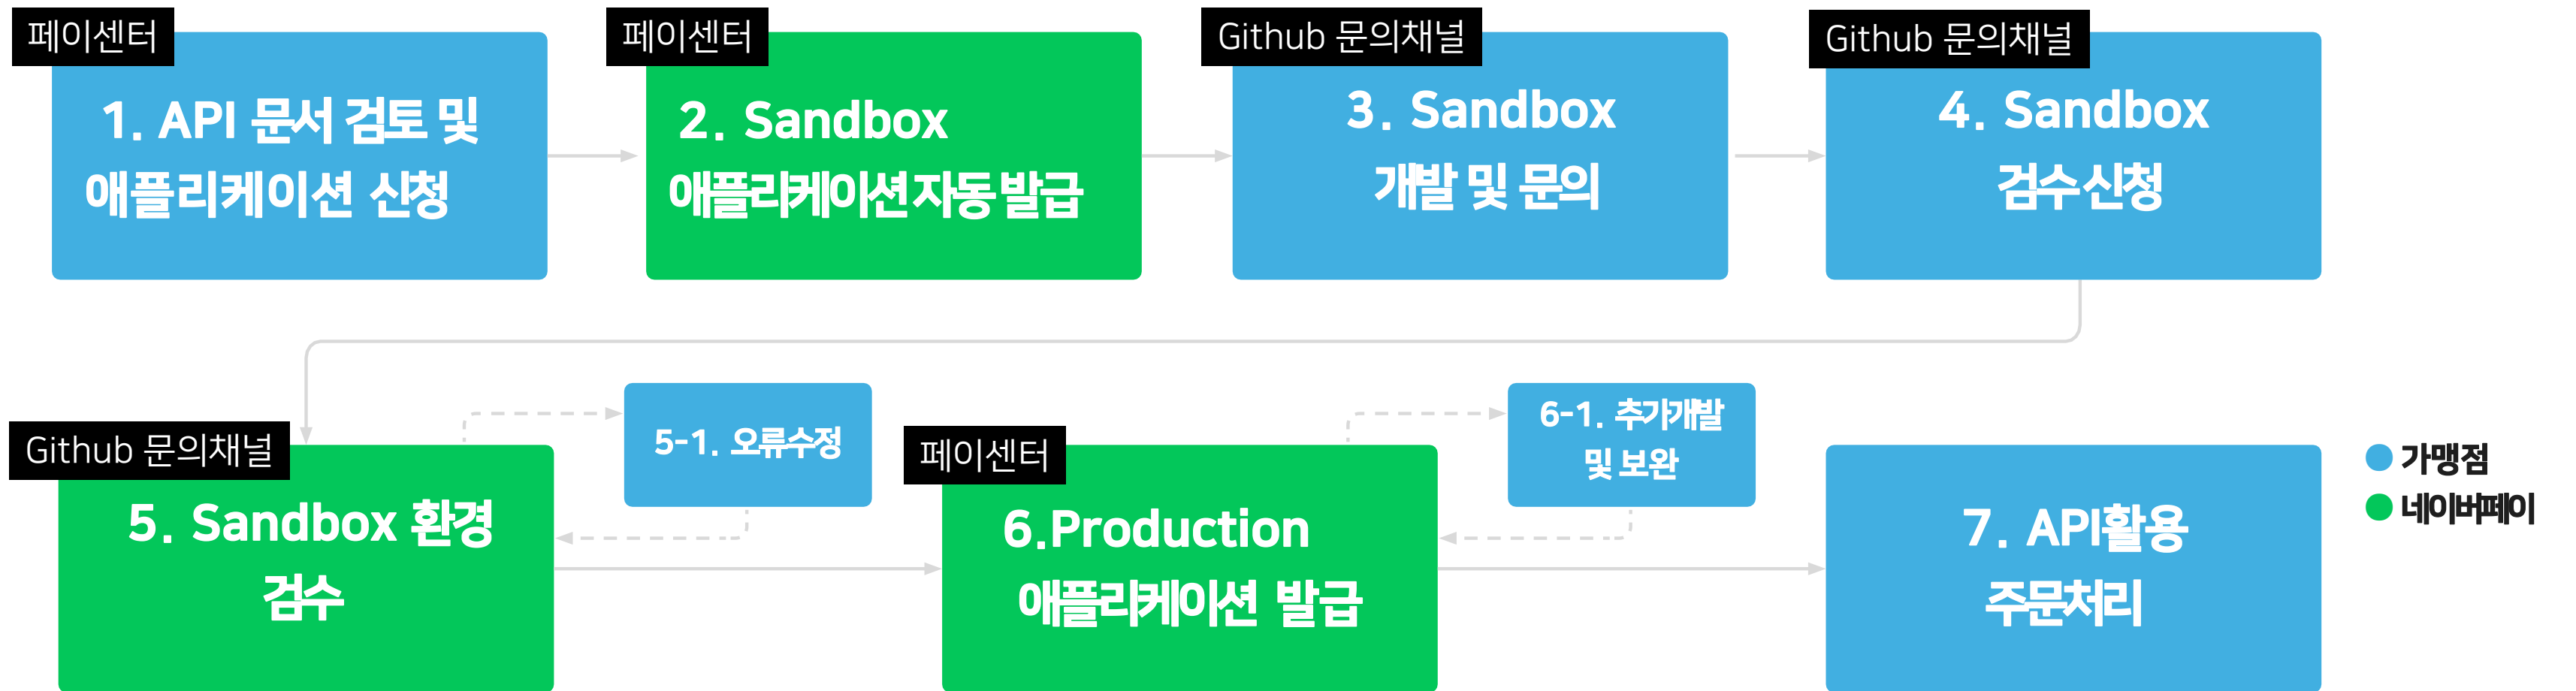 페이센터
1. API 문서 검토 및
애플리케이션 신청
페이센터
2. Sandbox
애플리케이션 자동 발급
Github 문의채널
3. Sandbox
개발 및 문의
Github 문의채널
4. Sandbox
검수 신청
Github 문의채널
5. Sandbox 환경
검수
5-1. 오류수정
페이센터
6.Production
애플리케이션 발급
6-1. 추가개발
및 보완
7. API활용
주문처리
가맹점
네이버페이